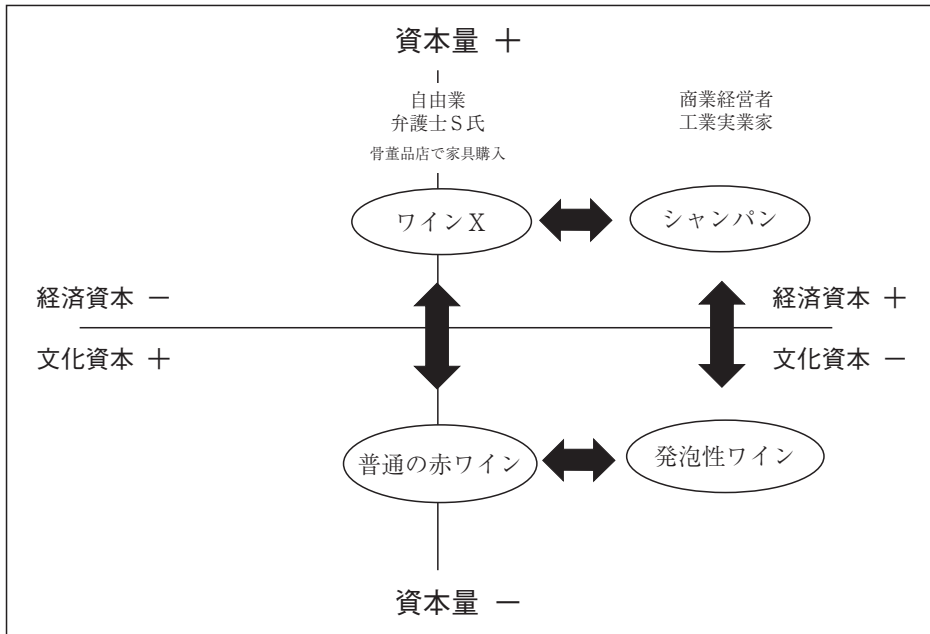 資本量 ＋
自由業
弁護士Ｓ氏
骨董品店で家具購入
商業経営者
工業実業家
ワインＸ
シャンパン
経済資本 －
経済資本 ＋
文化資本 ＋
文化資本 －
普通の赤ワイン
発泡性ワイン
資本量 －